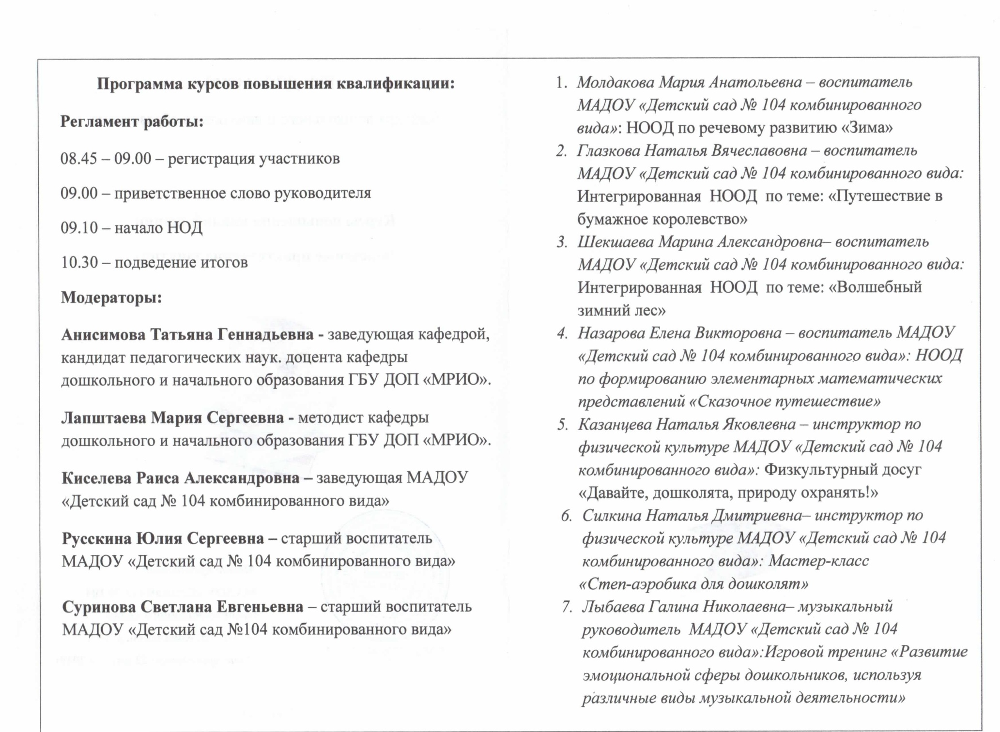 Программа курсов повышения квалификации:
Регламент работы:
08.45 – 09.00 – регистрация участников
09.00 – приветственное слово руководителя
09.10 – начало НОД
10.30 – подведение итогов
Модераторы:
Анисимова Татьяна Геннадьевна - заведующая кафедрой,
кандидат педагогических наук. доцента кафедры
дошкольного и начального образования ГБУ ДОП «МРИО».
Лапштаева Мария Сергеевна - методист кафедры
дошкольного и начального образования ГБУ ДОП «МРИО».
Киселева Раиса Александровна – заведующая МАДОУ
«Детский сад № 104 комбинированного вида»
Русскина Юлия Сергеевна – старший воспитатель
МАДОУ «Детский сад № 104 комбинированного вида»
Суринова Светлана Евгеньевна – старший воспитатель
МАДОУ «Детский сад №104 комбинированного вида»
1. Молдакова Мария Анатольевна – воспитатель
МАДОУ «Детский сад № 104 комбинированного
вида»: НООД по речевому развитию «Зима»
2. Глазкова Наталья Вячеславовна – воспитатель
МАДОУ «Детский сад № 104 комбинированного вида:
Интегрированная НООД по теме: «Путешествие в
бумажное королевство»
3. Шекшаева Марина Александровна– воспитатель
МАДОУ «Детский сад № 104 комбинированного вида:
Интегрированная НООД по теме: «Волшебный
зимний лес»
4. Назарова Елена Викторовна – воспитатель МАДОУ
«Детский сад № 104 комбинированного вида»: НООД
по формированию элементарных математических
представлений «Сказочное путешествие»
5. Казанцева Наталья Яковлевна – инструктор по
физической культуре МАДОУ «Детский сад № 104
комбинированного вида»: Физкультурный досуг
«Давайте, дошколята, природу охранять!»
6. Силкина Наталья Дмитриевна– инструктор по
физической культуре МАДОУ «Детский сад № 104
комбинированного вида»: Мастер-класс
«Степ-аэробика для дошколят»
7. Лыбаева Галина Николаевна– музыкальный
руководитель МАДОУ «Детский сад № 104
комбинированного вида»:Игровой тренинг «Развитие
эмоциональной сферы дошкольников, используя
различные виды музыкальной деятельности»